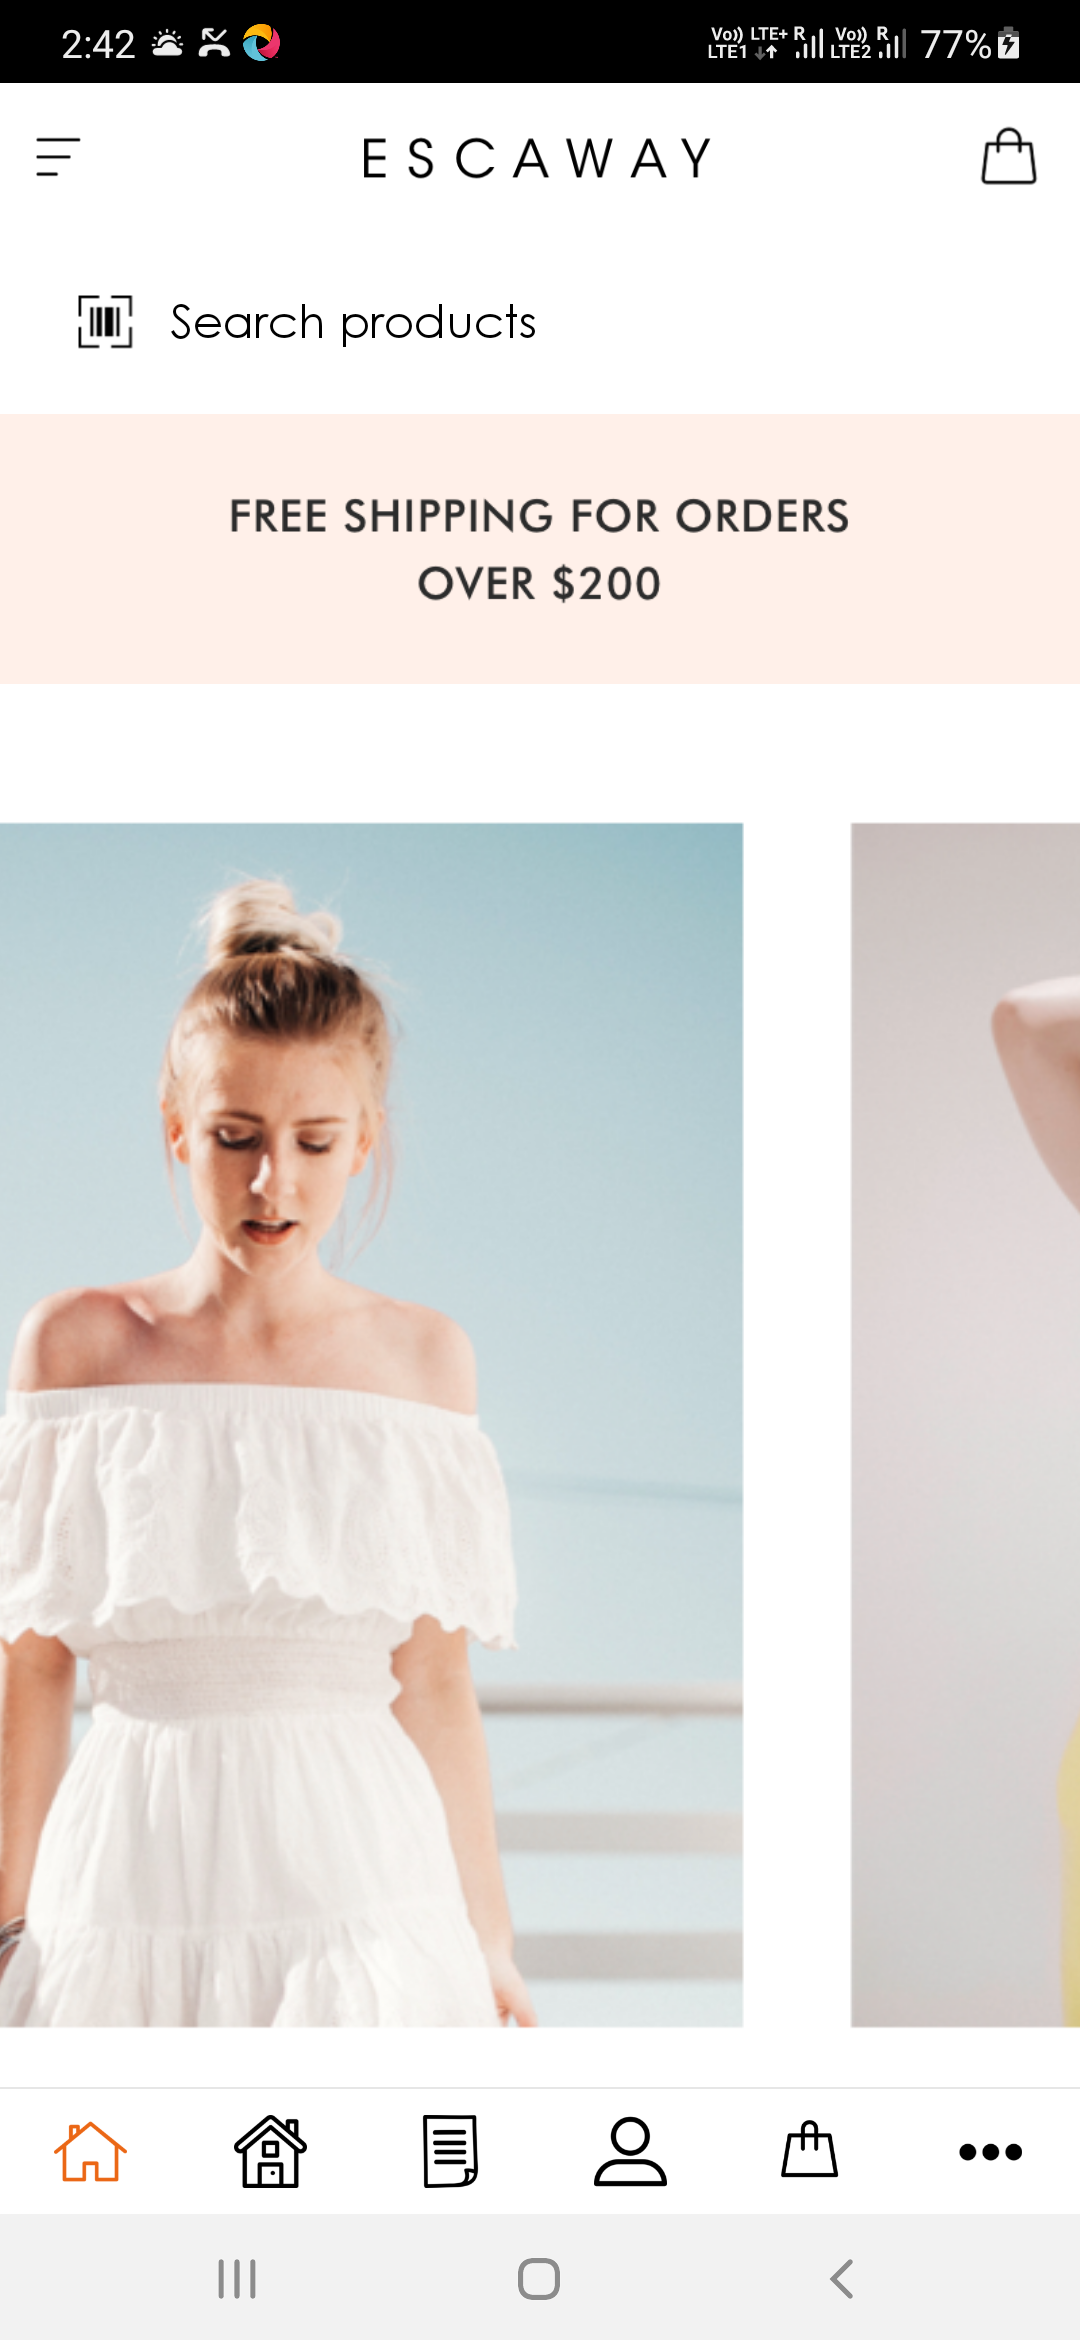 2:42
Vo)) LTE+ R Vo)) R 77%
LTE1 LTE2
ESCAWAY
Search products
FREE SHIPPING FOR ORDERS
OVER $200